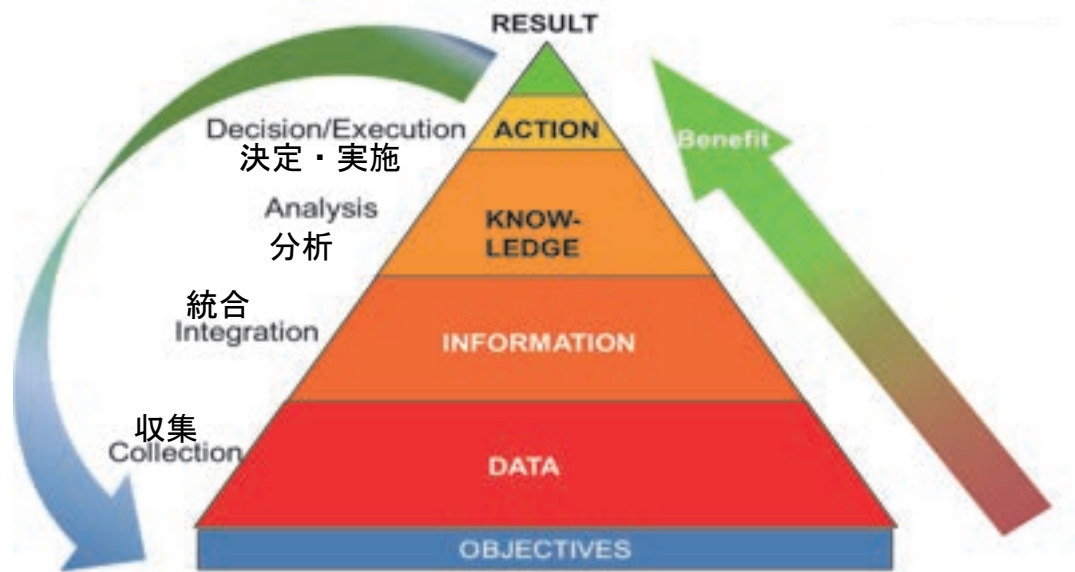 RESULT
Decision/Execution
決定・実施
ACTION
Benefit
Analysis
分析
KNOW-
LEDGE
統合
Integration
INFORMATION
収集
Collection
DATA
OBJECTIVES